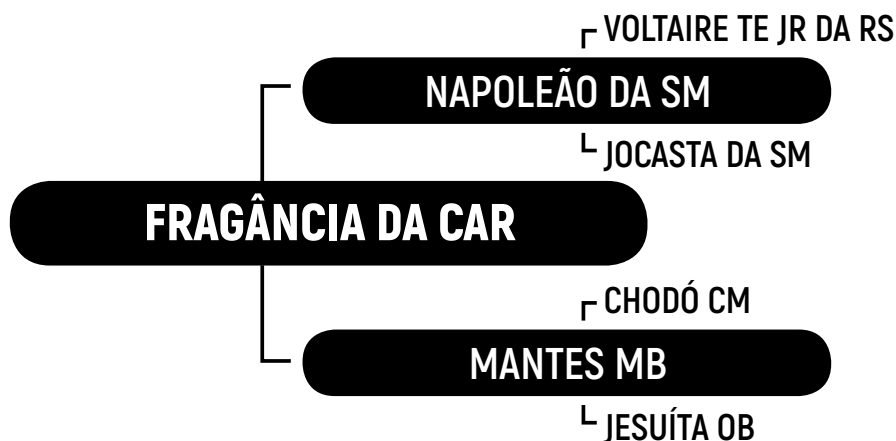 VOLTAIRE TE JR DA RS
NAPOLEÃO DA SM
JOCASTA DA SM
FRAGÂNCIA DA CAR
CHODÓ CM
MANTES MB
JESUÍTA OB